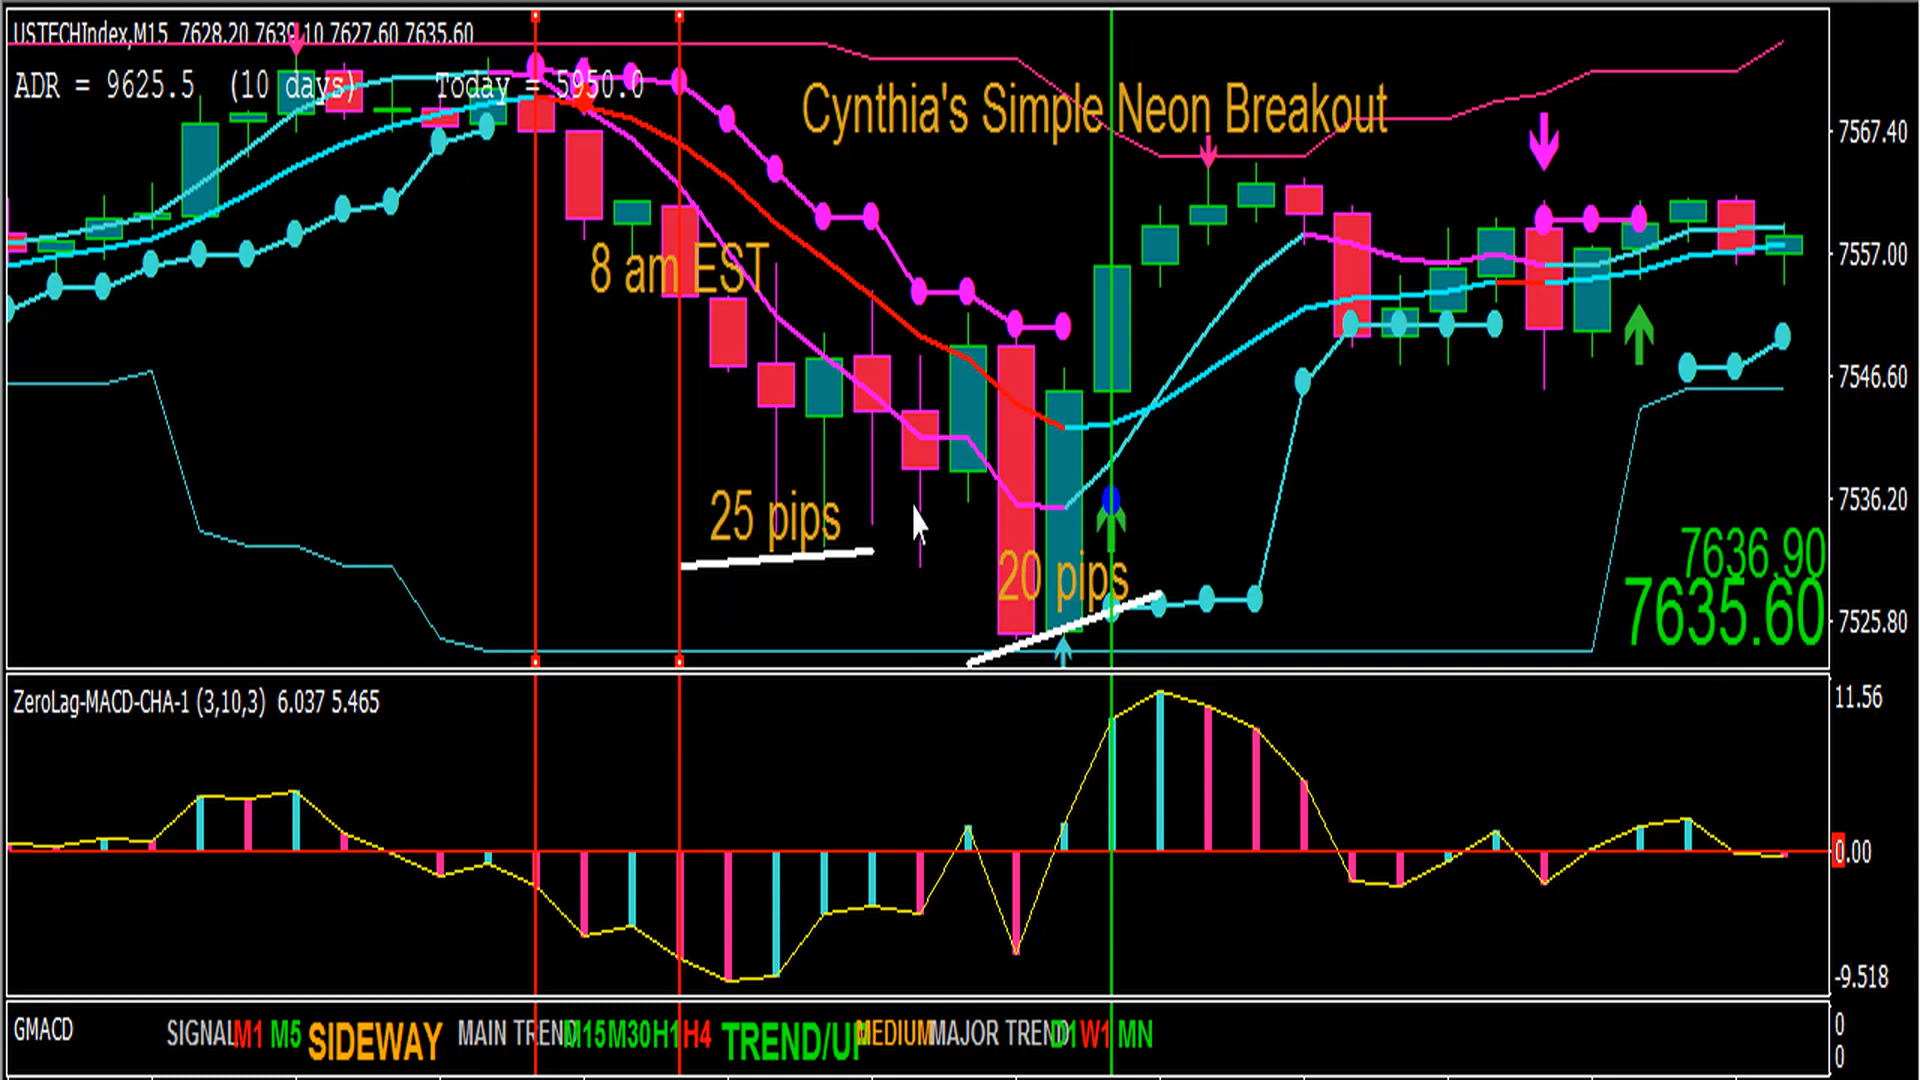 USTECHIndex,M15 7628.20 7639.10 7627.60 7635.60
ADR = 9625.5 (10 days) Today = 5950.0
Cynthia's Simple Neon Breakout
7567.40
8 am EST
7557.00
7546.60
25 pips
7536.20
7636.90
20 pips
7635.60
7525.80
ZeroLag-MACD-CHA-1 (3,10,3) 6.037 5.465
11.56
0.00
-9.518
GMACD
SIGNAL M1 M5 SIDEWAY MAIN TREND M15 M30 H1 H4 TREND/UP MEDIUM MAJOR TREND D1 W1 MN
0
0